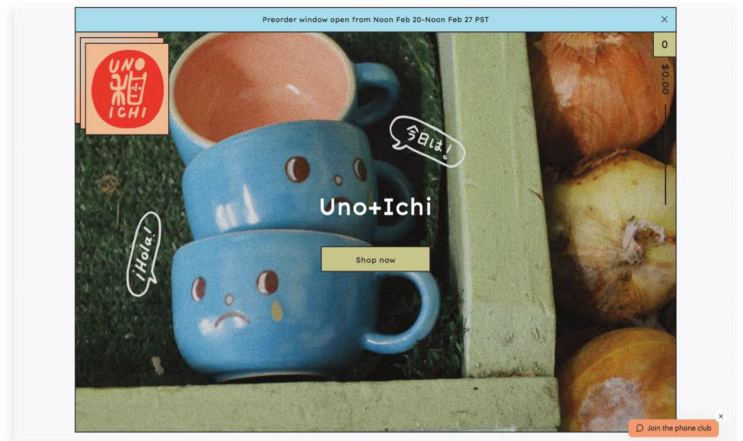 Preorder window open from Noon Feb 20-Noon Feb 27 PST
X
UNO
ICHI
0
$0.00
今日は!
Uno+Ichi
¡Hola!
Shop now
Join the phone club
×